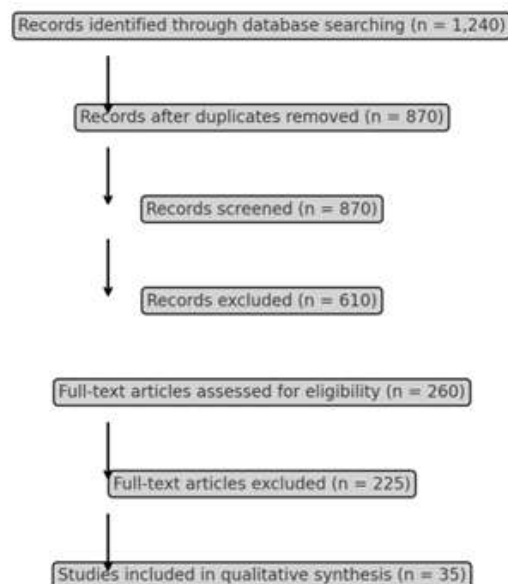 Records identified through database searching (n = 1,240)
Records after duplicates removed (n = 870)
Records screened (n = 870)
Records excluded (n = 610)
Full-text articles assessed for eligibility (n = 260)
Full-text articles excluded (n = 225)
Studies included in qualitative synthesis (n = 35)